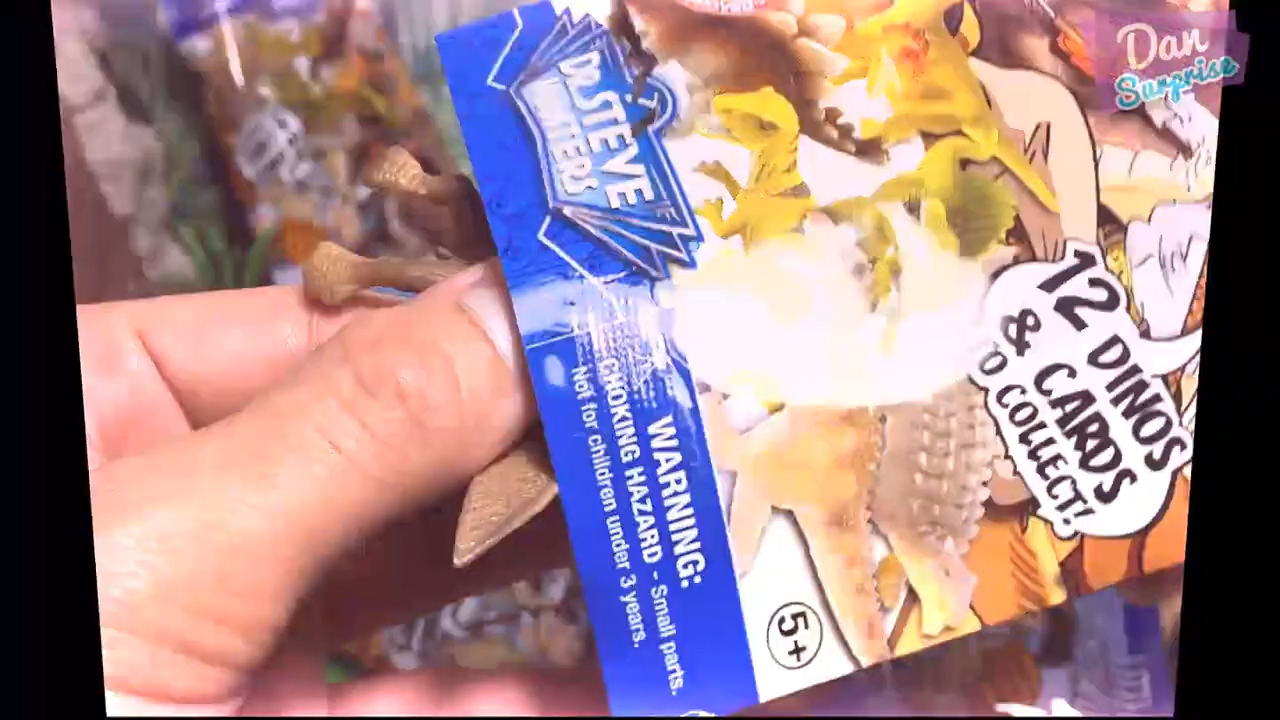 Dan
Surprise
Dr. STEVE
HUNTERS
12 DINOS
& CARDS
TO COLLECT!
WARNING:
CHOKING HAZARD - Small parts.
Not for children under 3 years.
5+